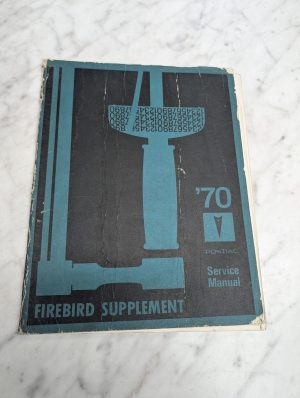 '70
PONTIAC
Service
Manual
FIREBIRD SUPPLEMENT